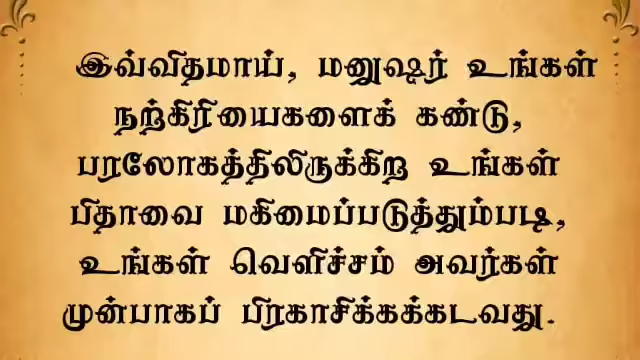 இவ்விதமாய், மனுஷர் உங்கள்
நற்கிரியைகளைக் கண்டு,
பரலோகத்திலிருக்கிற உங்கள்
பிதாவை மகிமைப்படுத்தும்படி,
உங்கள் வெளிச்சம் அவர்கள்
முன்பாகப் பிரகாசிக்கக்கடவது.